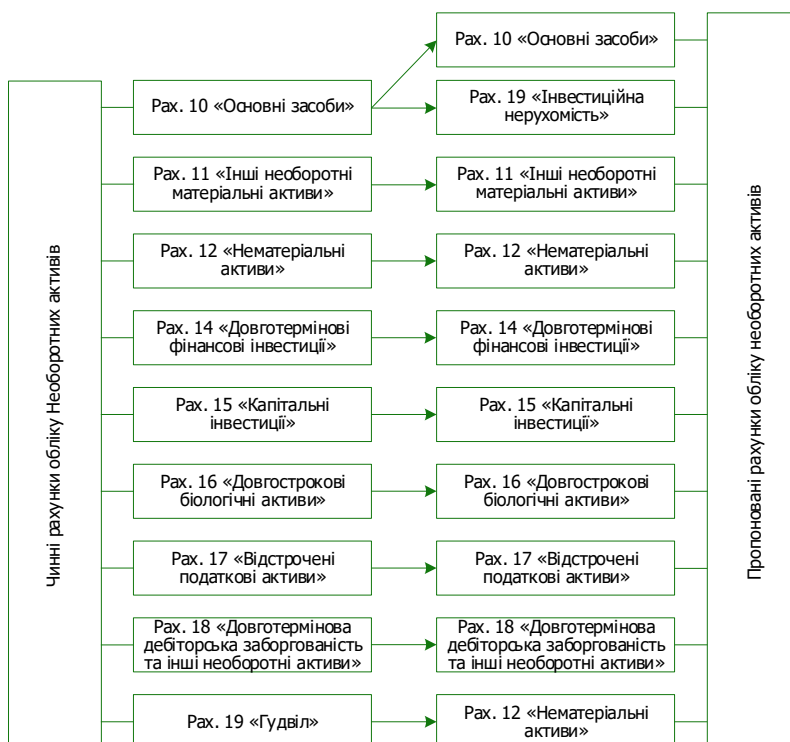 Чинні рахунки обліку Необоротних активів
Рах. 10 «Основні засоби»
Рах. 10 «Основні засоби»
Рах. 19 «Інвестиційна
нерухомість»
Рах. 11 «Інші необоротні
матеріальні активи»
Рах. 11 «Інші необоротні
матеріальні активи»
Рах. 12 «Нематеріальні
активи»
Рах. 12 «Нематеріальні
активи»
Рах. 14 «Довготермінові
фінансові інвестиції»
Рах. 14 «Довготермінові
фінансові інвестиції»
Рах. 15 «Капітальні
інвестиції»
Рах. 15 «Капітальні
інвестиції»
Рах. 16 «Довгострокові
біологічні активи»
Рах. 16 «Довгострокові
біологічні активи»
Рах. 17 «Відстрочені
податкові активи»
Рах. 17 «Відстрочені
податкові активи»
Рах. 18 «Довготермінова
дебіторська заборгованість
та інші необоротні активи»
Рах. 18 «Довготермінова
дебіторська заборгованість
та інші необоротні активи»
Рах. 19 «Гудвіл»
Рах. 12 «Нематеріальні
активи»
Пропоновані рахунки обліку необоротних активів